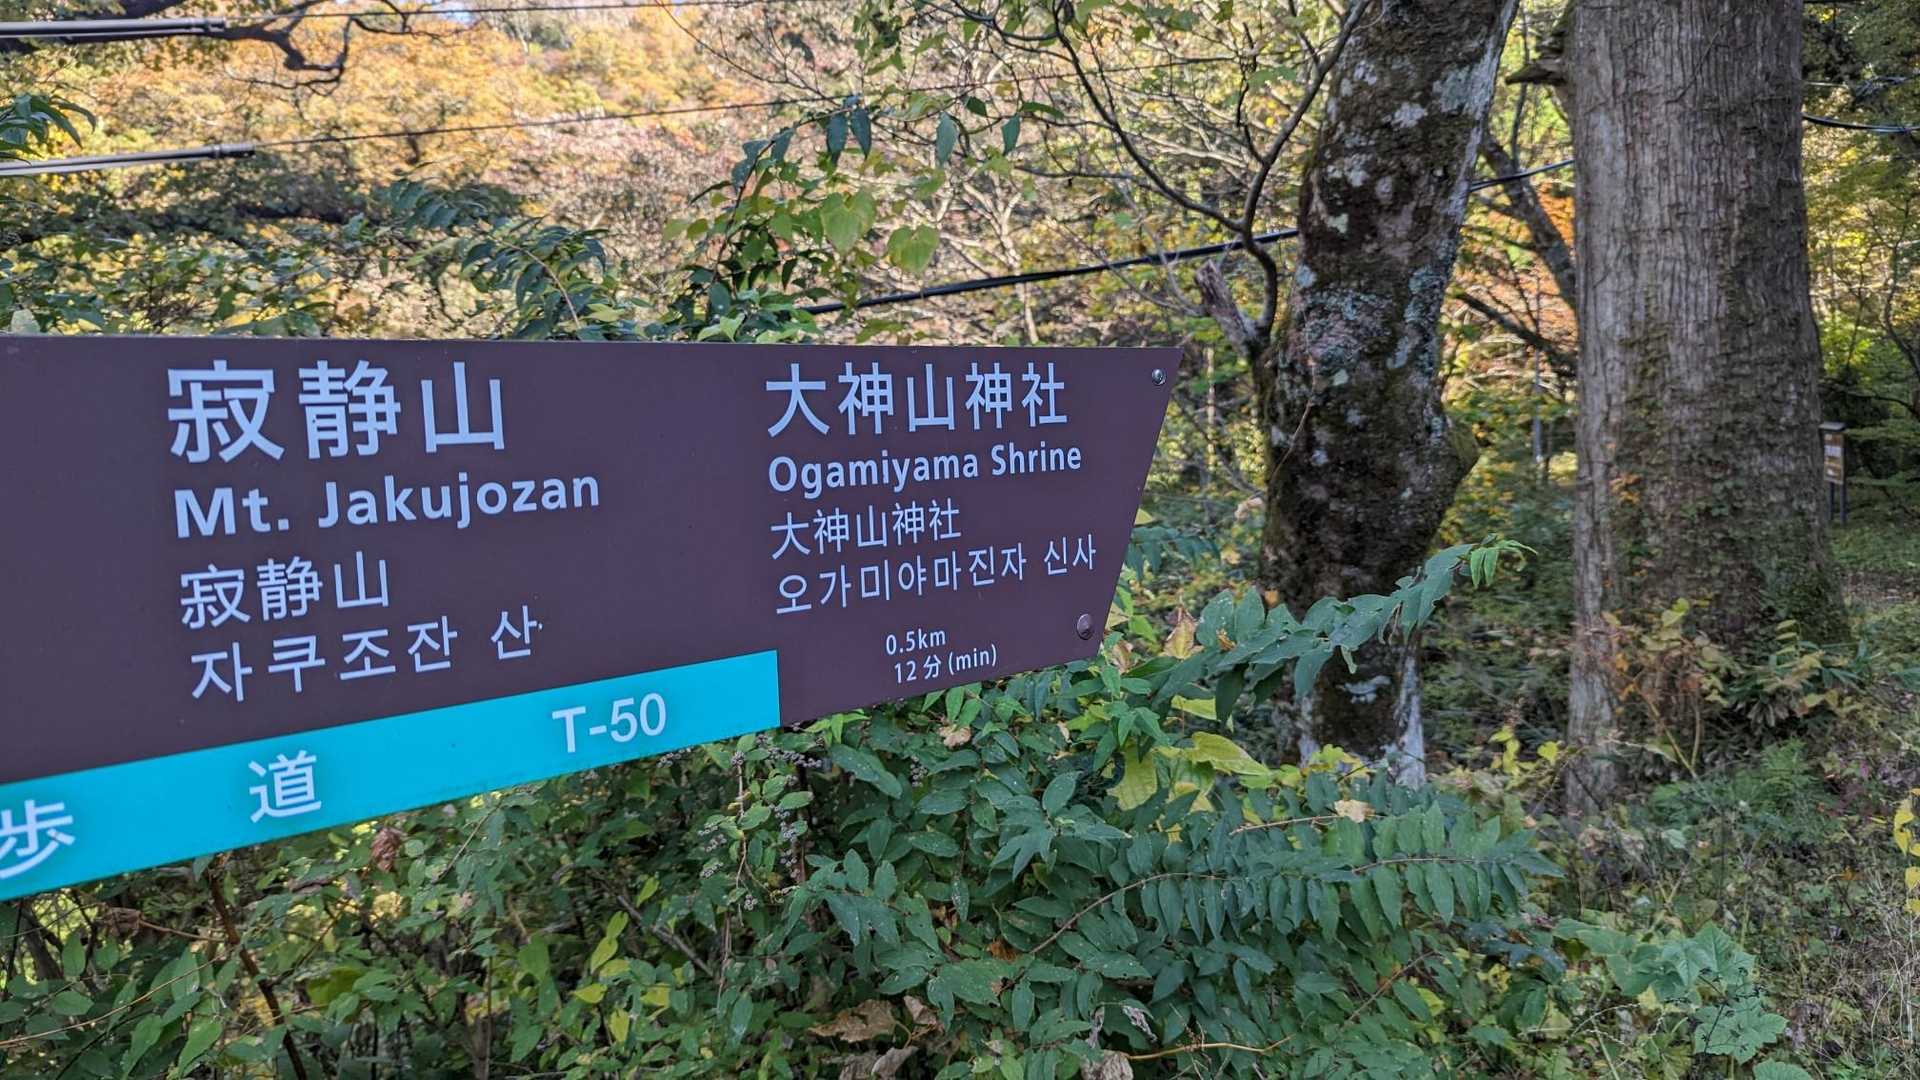 寂静山
Mt. Jakujozan
寂静山
자쿠조잔 산
大神山神社
Ogamiyama Shrine
大神山神社
오가미야마진자 신사
0.5km
12 分 (min)
歩 道 T-50